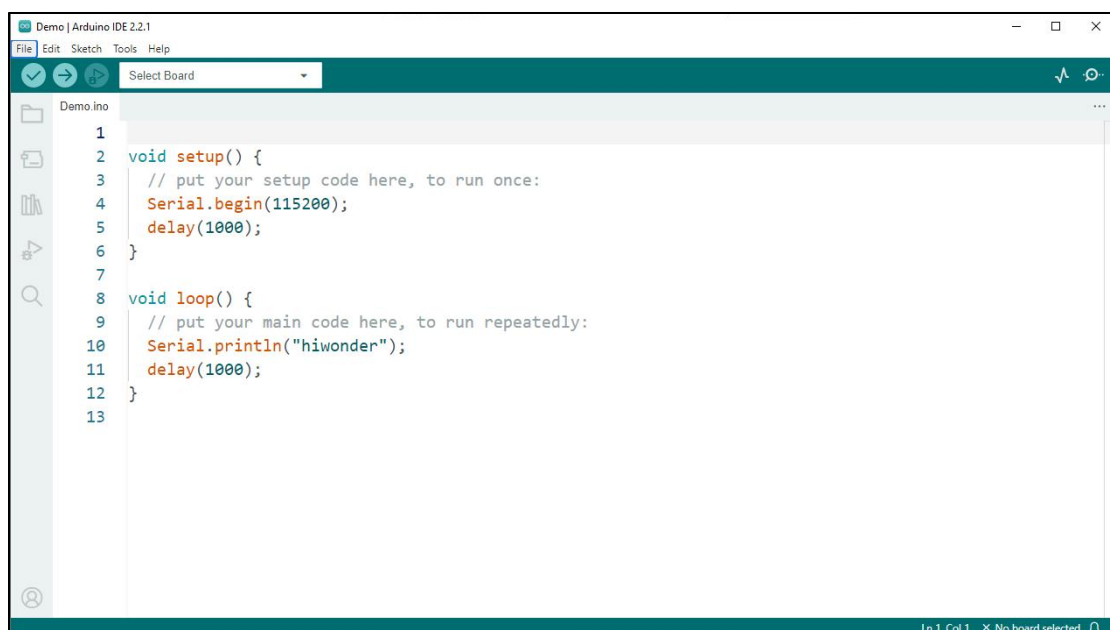 Demo | Arduino IDE 2.2.1
File Edit Sketch Tools Help
Select Board
Demo.ino
1
2 void setup() {
3 // put your setup code here, to run once:
4 Serial.begin(115200);
5 delay(1000);
6 }
7
8 void loop() {
9 // put your main code here, to run repeatedly:
10 Serial.println("hiwonder");
11 delay(1000);
12 }
13
Ln 1, Col 1 No board selected